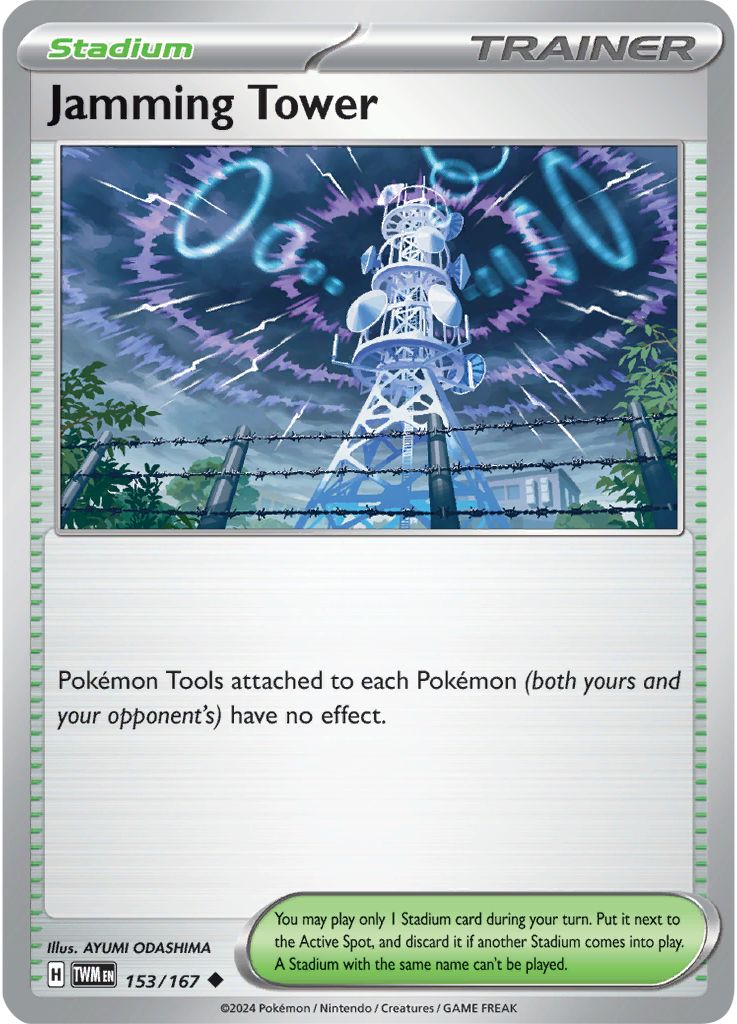 Stadium
TRAINER
Jamming Tower
Pokémon Tools attached to each Pokémon (both yours and
your opponent's) have no effect.
You may play only 1 Stadium card during your turn. Put it next to
the Active Spot, and discard it if another Stadium comes into play.
A Stadium with the same name can't be played.
Illus. AYUMI ODASHIMA
H TWM EN 153/167 ◆
©2024 Pokémon / Nintendo / Creatures / GAME FREAK